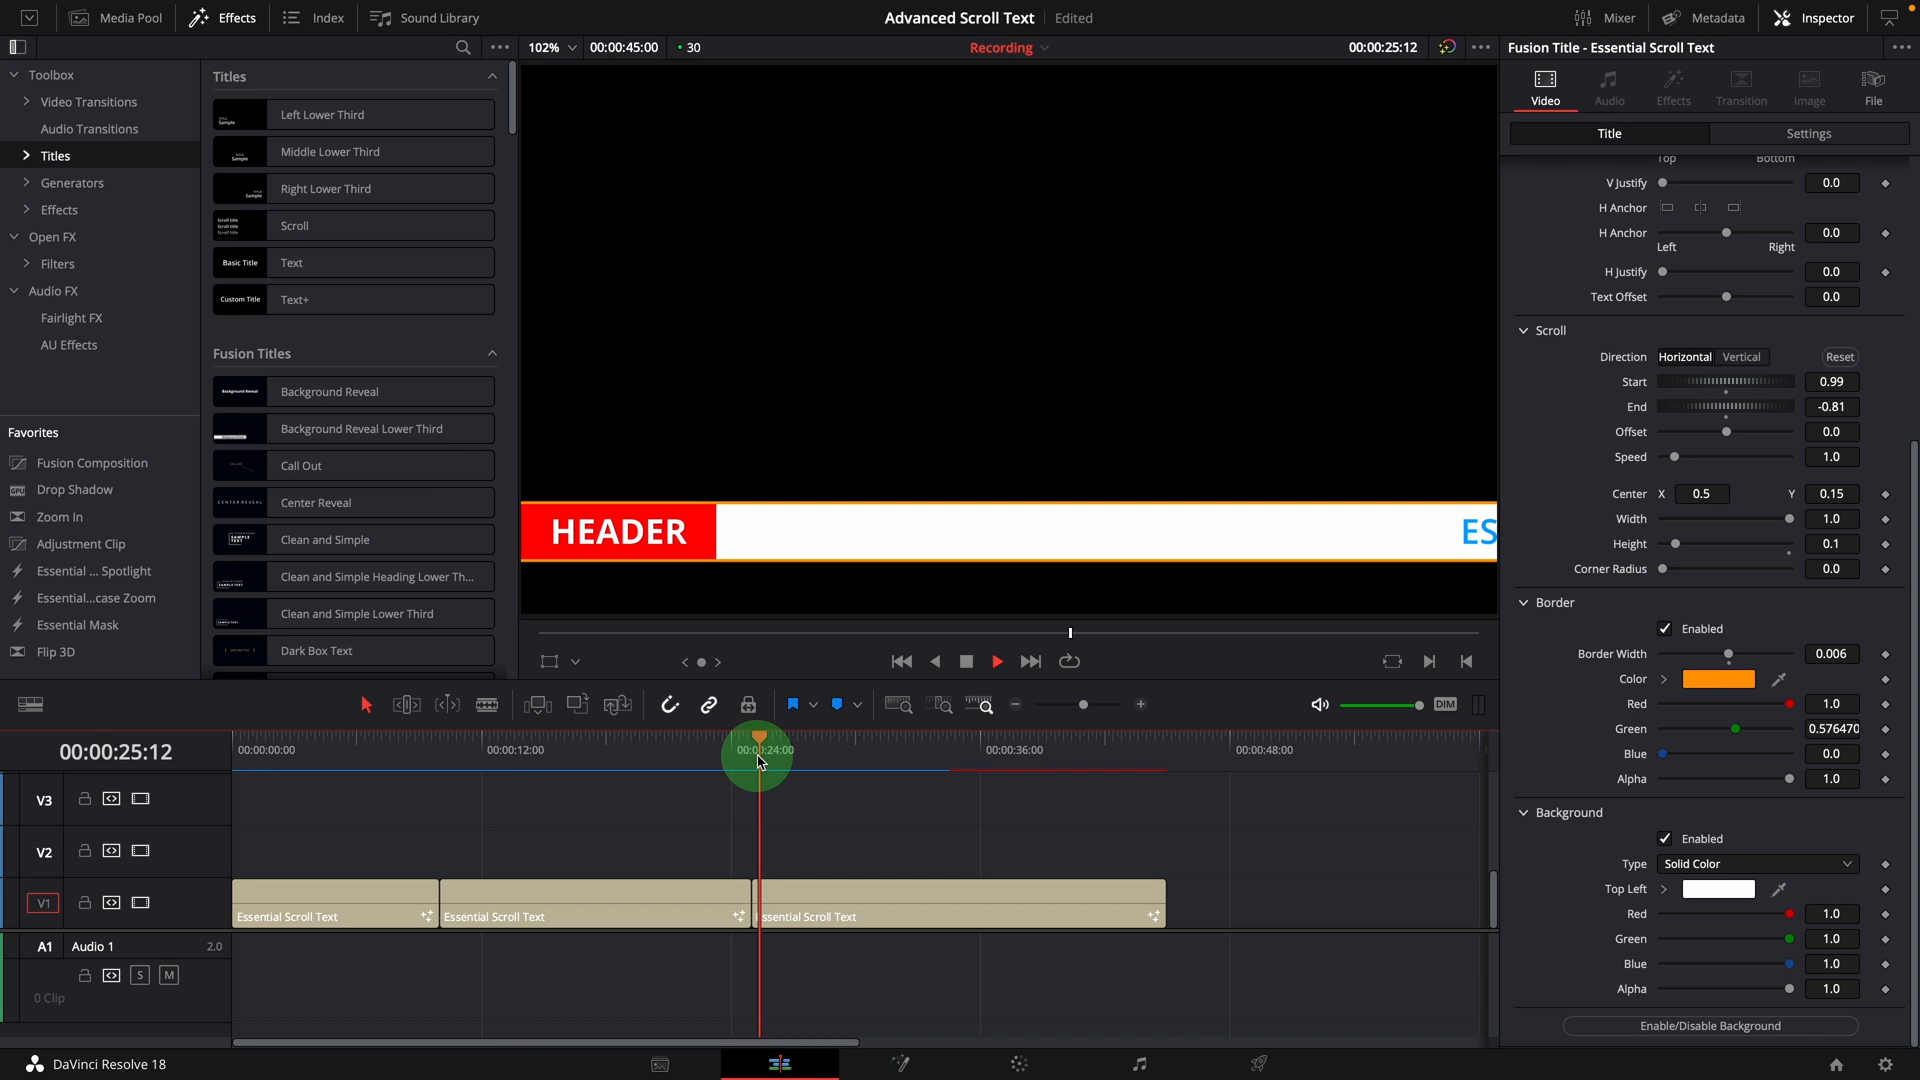 Media Pool
Effects
Index
Sound Library
Advanced Scroll Text
Edited
Mixer
Metadata
Inspector
102%
00:00:45:00
30
Recording
00:00:25:12
Fusion Title - Essential Scroll Text
Toolbox
Video Transitions
Audio Transitions
Titles
Generators
Effects
Open FX
Filters
Audio FX
Fairlight FX
AU Effects
Favorites
Fusion Composition
Drop Shadow
Zoom In
Adjustment Clip
Essential ... Spotlight
Essential...case Zoom
Essential Mask
Flip 3D
Titles
Left Lower Third
Middle Lower Third
Right Lower Third
Scroll
Basic Title
Text
Custom Title
Text+
Fusion Titles
Background Reveal
Background Reveal Lower Third
Call Out
Center Reveal
Clean and Simple
Clean and Simple Heading Lower Th...
Clean and Simple Lower Third
Dark Box Text
HEADER
ES
Video
Audio
Effects
Transition
Image
File
Title
Settings
Top
Bottom
V Justify
0.0
H Anchor
H Anchor
0.0
Left
Right
H Justify
0.0
Text Offset
0.0
Scroll
Direction
Horizontal
Vertical
Reset
Start
0.99
End
-0.81
Offset
0.0
Speed
1.0
Center
X
0.5
Y
0.15
Width
1.0
Height
0.1
Corner Radius
0.0
Border
Enabled
Border Width
0.006
Color
Red
1.0
Green
0.576470
Blue
0.0
Alpha
1.0
Background
Enabled
Type
Solid Color
Top Left
Red
1.0
Green
1.0
Blue
1.0
Alpha
1.0
Enable/Disable Background
DIM
00:00:25:12
00:00:00:00
00:00:12:00
00:00:24:00
00:00:36:00
00:00:48:00
V3
V2
V1
Essential Scroll Text
Essential Scroll Text
ssential Scroll Text
A1
Audio 1
2.0
S
M
0 Clip
DaVinci Resolve 18